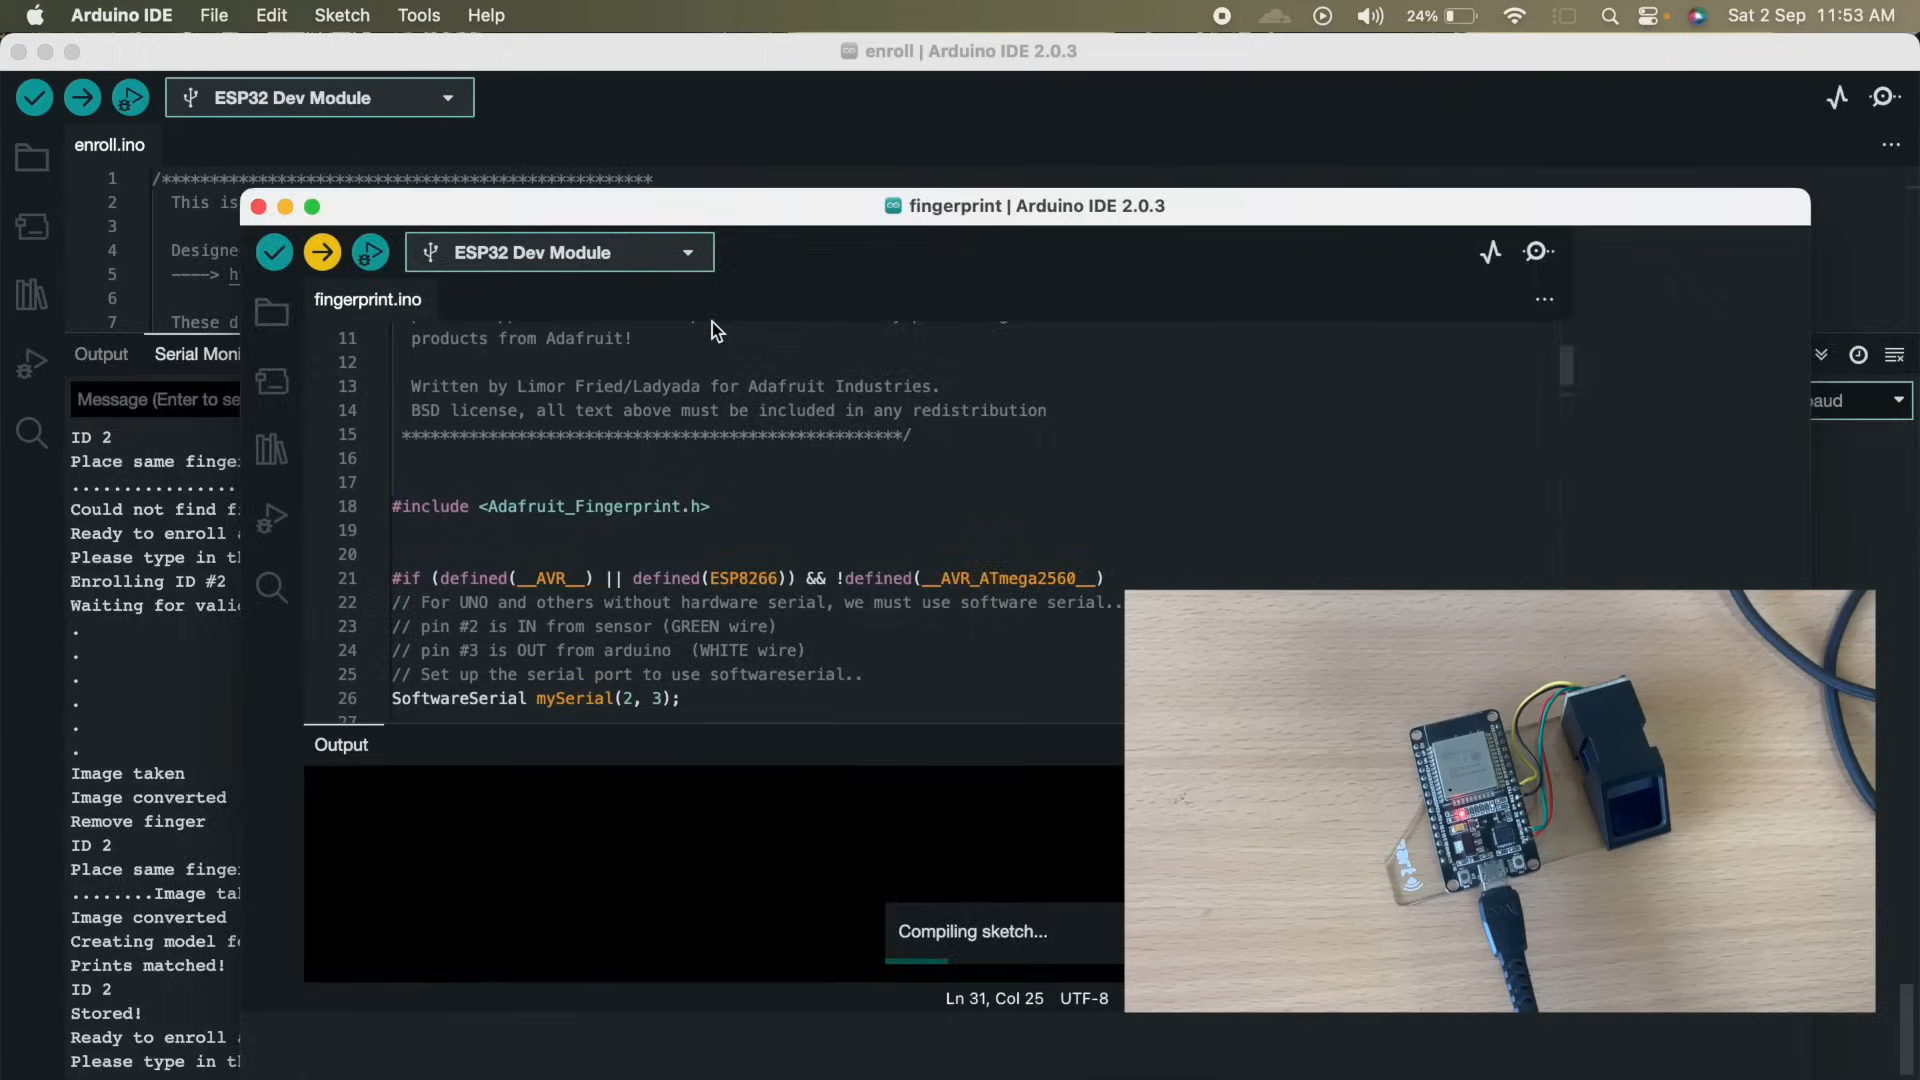 Arduino IDE File Edit Sketch Tools Help 24% Sat 2 Sep 11:53 AM
enroll | Arduino IDE 2.0.3
ESP32 Dev Module
enroll.ino
1 /***************************************************
2 This is
3
4 Designe
5 ----> h
6
7 These d
Output Serial Moni
Message (Enter to se
baud
ID 2
Place same finge
.................
Could not find f
Ready to enroll
Please type in t
Enrolling ID #2
Waiting for vali
.
.
.
.
.
.
Image taken
Image converted
Remove finger
ID 2
Place same finge
........Image ta
Image converted
Creating model f
Prints matched!
ID 2
Stored!
Ready to enroll
Please type in t
fingerprint | Arduino IDE 2.0.3
ESP32 Dev Module
fingerprint.ino
11 products from Adafruit!
12
13 Written by Limor Fried/Ladyada for Adafruit Industries.
14 BSD license, all text above must be included in any redistribution
15 ****************************************************/
16
17
18 #include <Adafruit_Fingerprint.h>
19
20
21 #if (defined(__AVR__) || defined(ESP8266)) && !defined(__AVR_ATmega2560__)
22 // For UNO and others without hardware serial, we must use software serial..
23 // pin #2 is IN from sensor (GREEN wire)
24 // pin #3 is OUT from arduino (WHITE wire)
25 // Set up the serial port to use softwareserial..
26 SoftwareSerial mySerial(2, 3);
27
Output
Compiling sketch...
Ln 31, Col 25 UTF-8